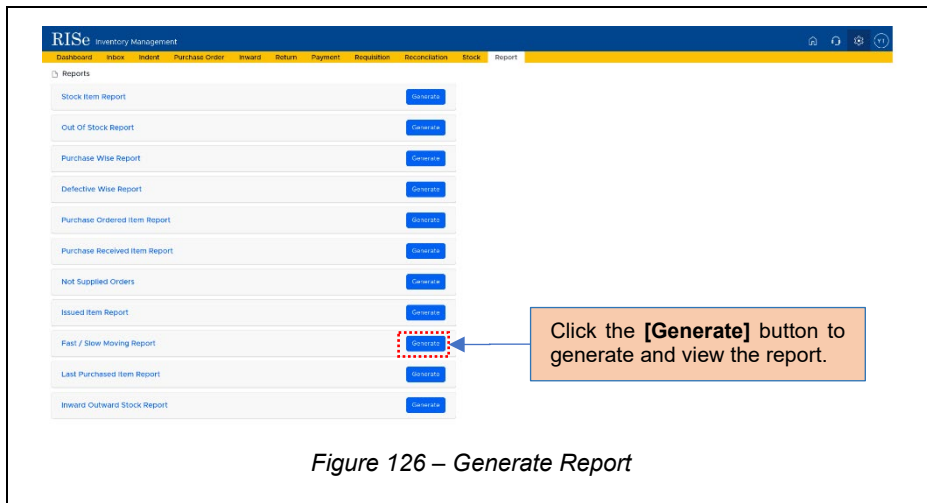 RISe Inventory Management
YT
Dashboard Inbox Indent Purchase Order Inward Return Payment Requisition Reconciliation Stock Report
Reports
Stock Item Report Generate
Out Of Stock Report Generate
Purchase Wise Report Generate
Defective Wise Report Generate
Purchase Ordered Item Report Generate
Purchase Received Item Report Generate
Not Supplied Orders Generate
Issued Item Report Generate
Fast / Slow Moving Report Generate
Last Purchased Item Report Generate
Inward Outward Stock Report Generate
Click the [Generate] button to
generate and view the report.
Figure 126 – Generate Report